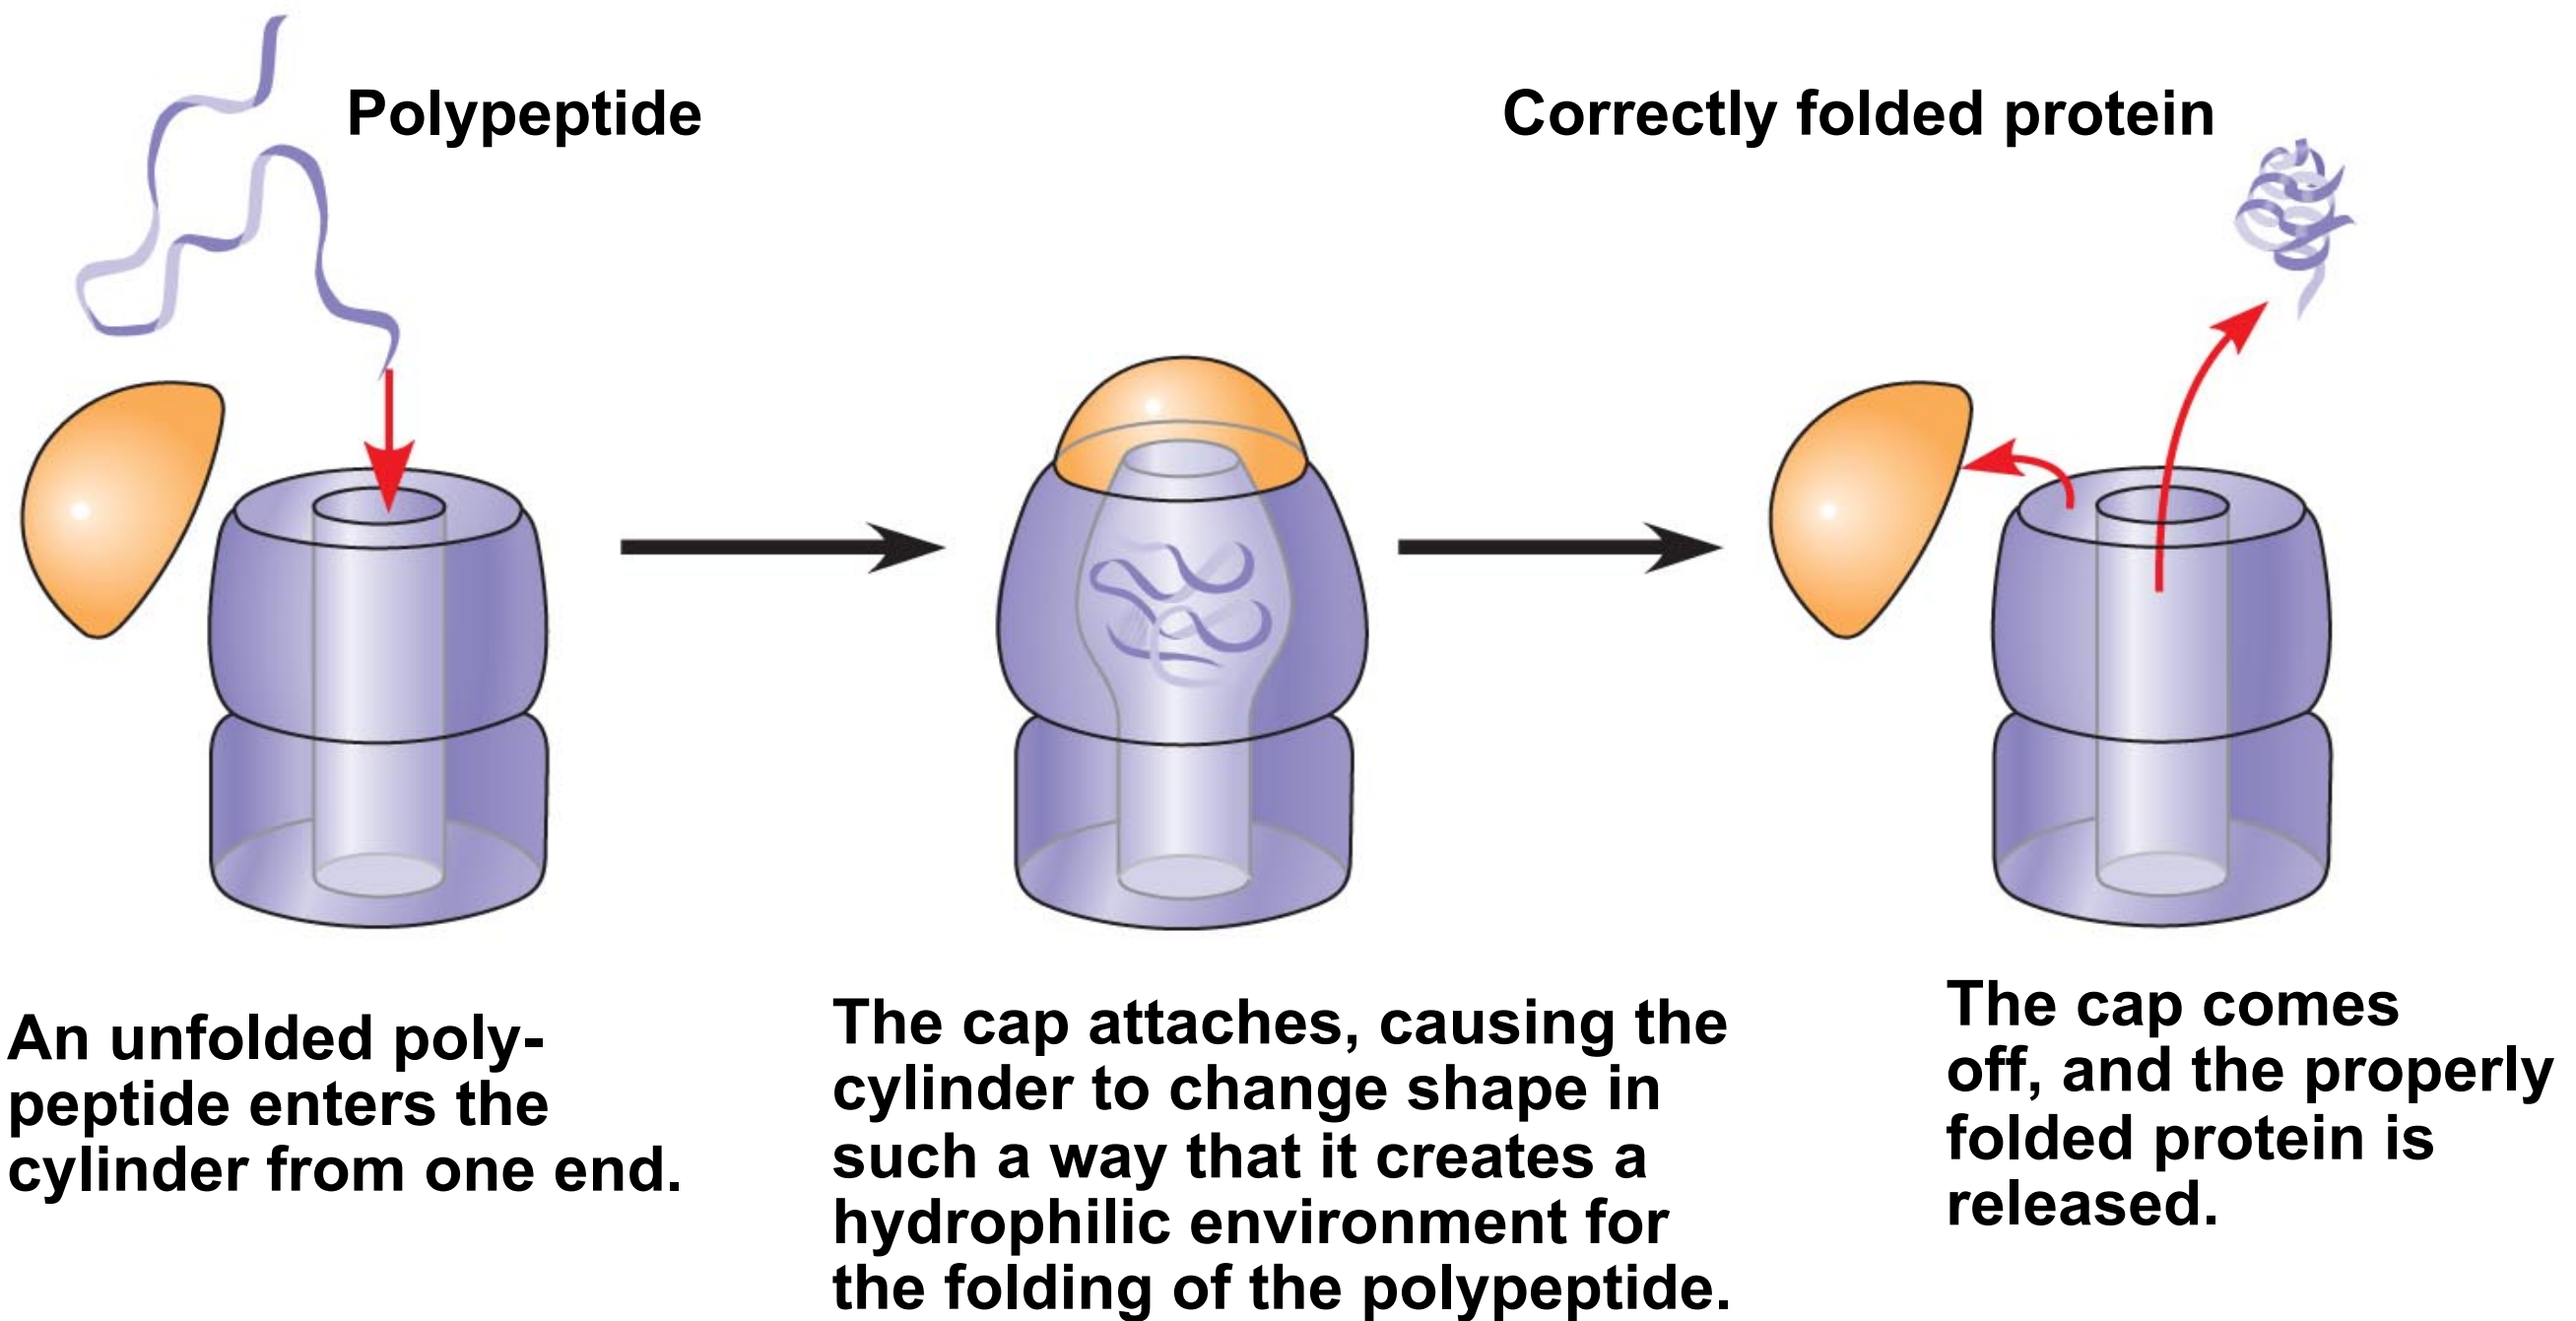 Polypeptide
Correctly folded protein
An unfolded poly-
peptide enters the
cylinder from one end.
The cap attaches, causing the
cylinder to change shape in
such a way that it creates a
hydrophilic environment for
the folding of the polypeptide.
The cap comes
off, and the properly
folded protein is
released.